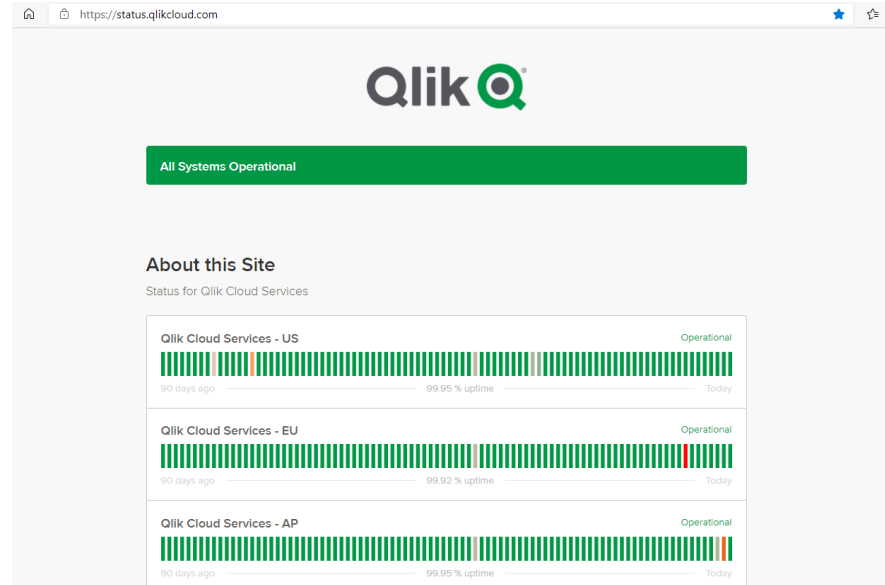 https://status.qlikcloud.com
Qlik
All Systems Operational
About this Site
Status for Qlik Cloud Services
Qlik Cloud Services - US Operational
90 days ago 99.95 % uptime Today
Qlik Cloud Services - EU Operational
90 days ago 99.92 % uptime Today
Qlik Cloud Services - AP Operational
90 days ago 99.95 % uptime Today